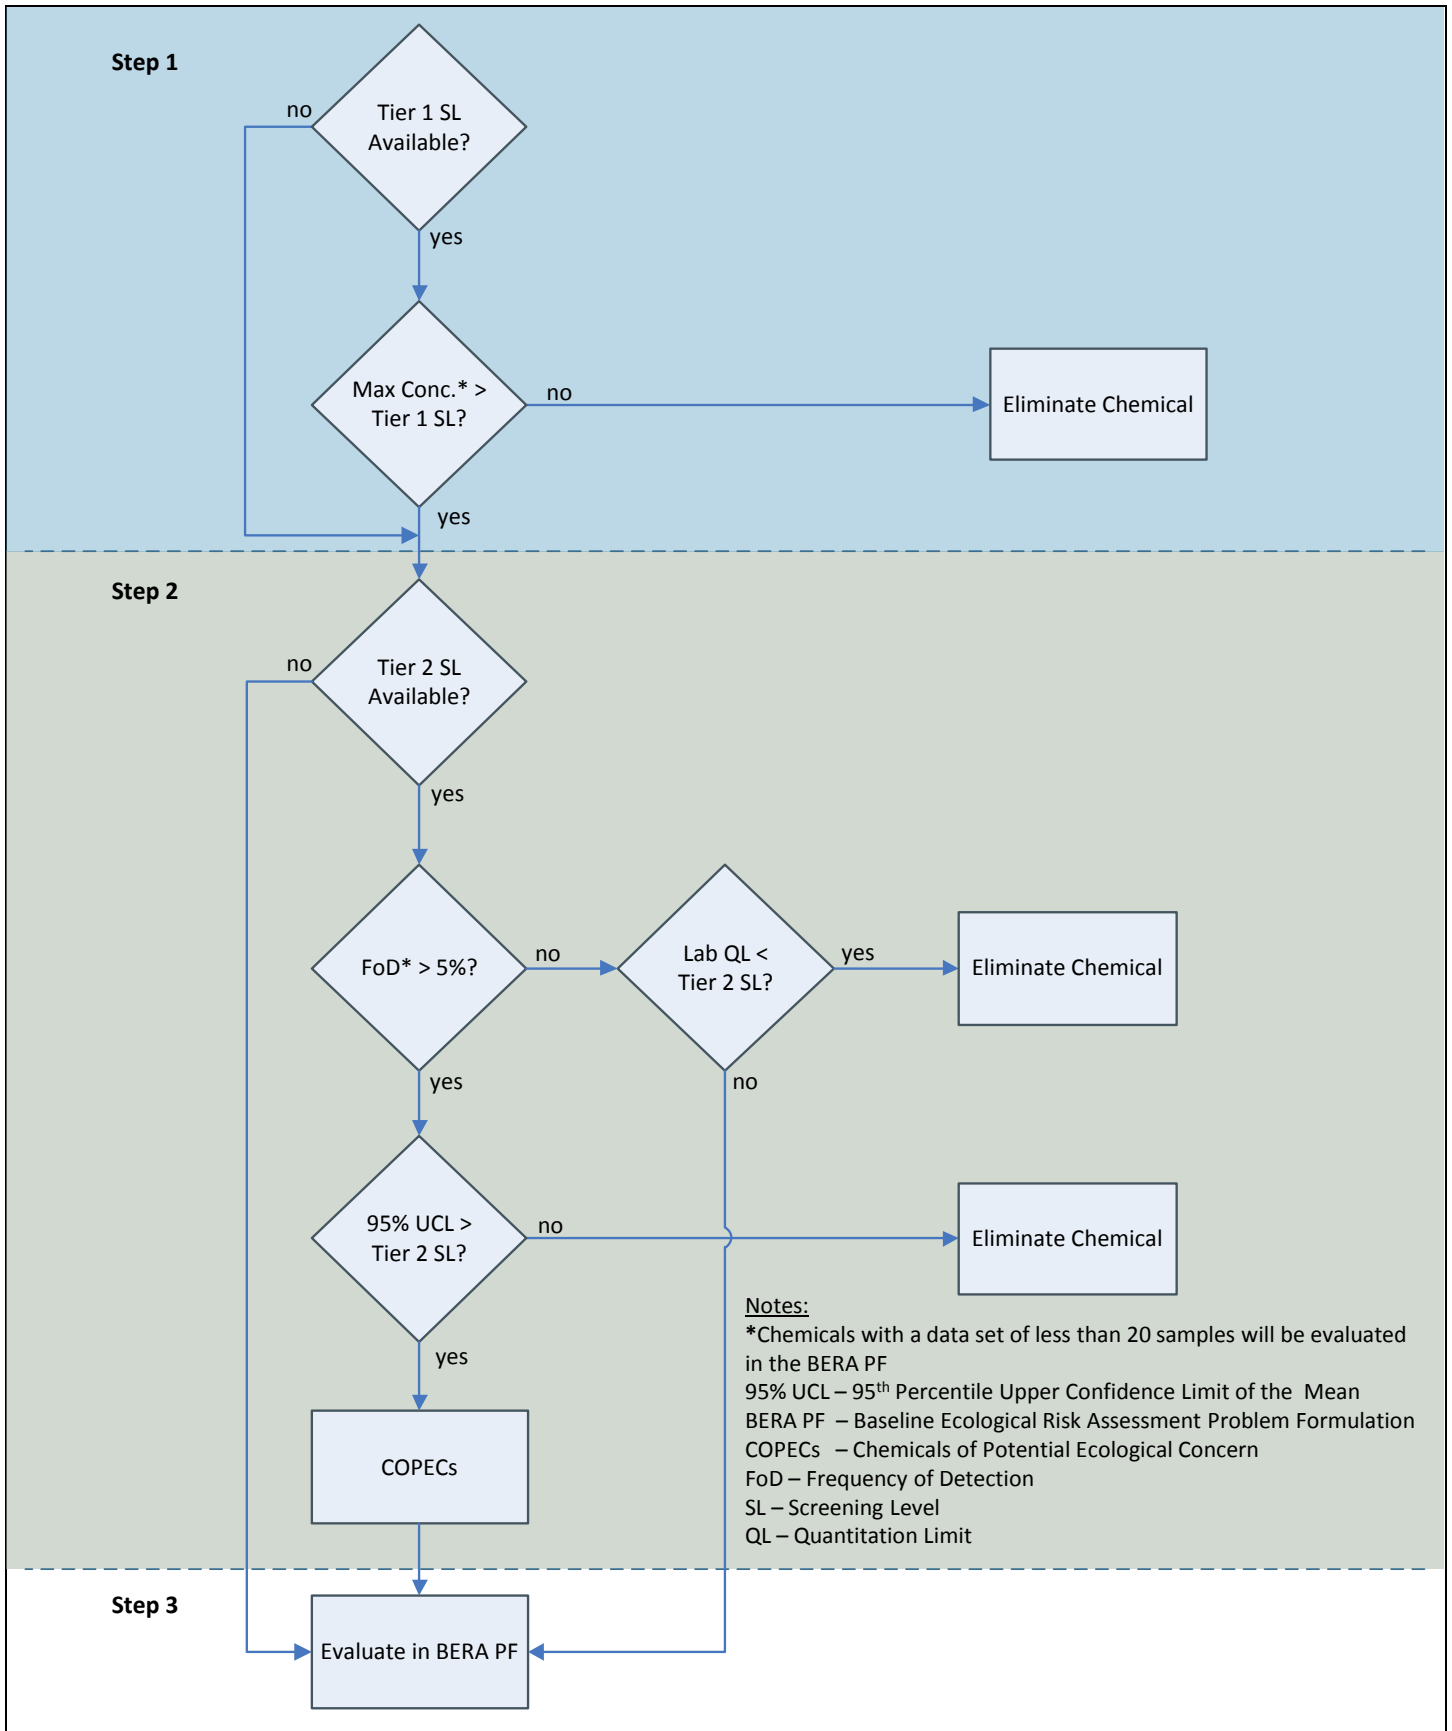 Step 1
Tier 1 SL
Available?
no
yes
Max Conc.* >
Tier 1 SL?
no
Eliminate Chemical
yes
Step 2
Tier 2 SL
Available?
no
yes
FoD* > 5%?
no
Lab QL <
Tier 2 SL?
yes
Eliminate Chemical
yes
no
95% UCL >
Tier 2 SL?
no
Eliminate Chemical
yes
Notes:
*Chemicals with a data set of less than 20 samples will be evaluated
in the BERA PF
95% UCL – 95th Percentile Upper Confidence Limit of the Mean
BERA PF – Baseline Ecological Risk Assessment Problem Formulation
COPECs – Chemicals of Potential Ecological Concern
FoD – Frequency of Detection
SL – Screening Level
QL – Quantitation Limit
COPECs
Step 3
Evaluate in BERA PF